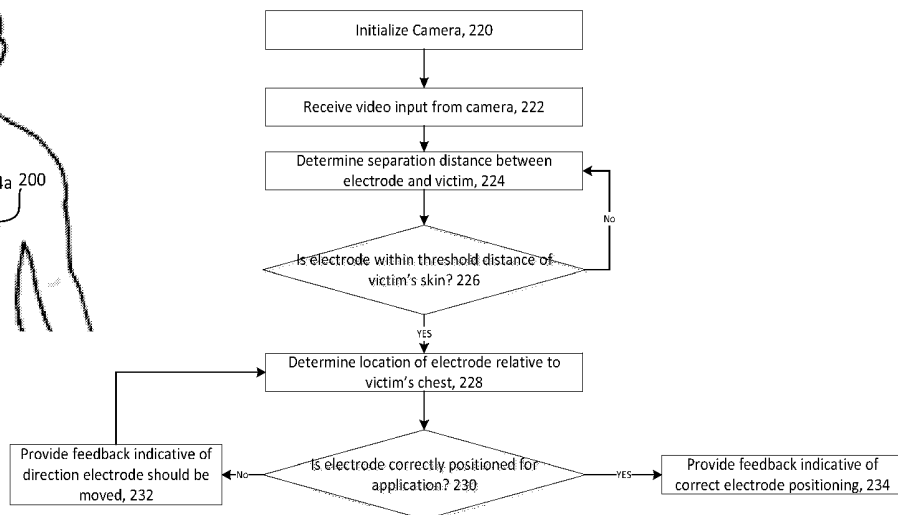 Initialize Camera, 220
Receive video input from camera, 222
Determine separation distance between
electrode and victim, 224
4a 200
No
Is electrode within threshold distance of
victim's skin? 226
YES
Determine location of electrode relative to
victim's chest, 228
Provide feedback indicative of
direction electrode should be
moved, 232
No
Is electrode correctly positioned for
application? 230
YES
Provide feedback indicative of
correct electrode positioning, 234